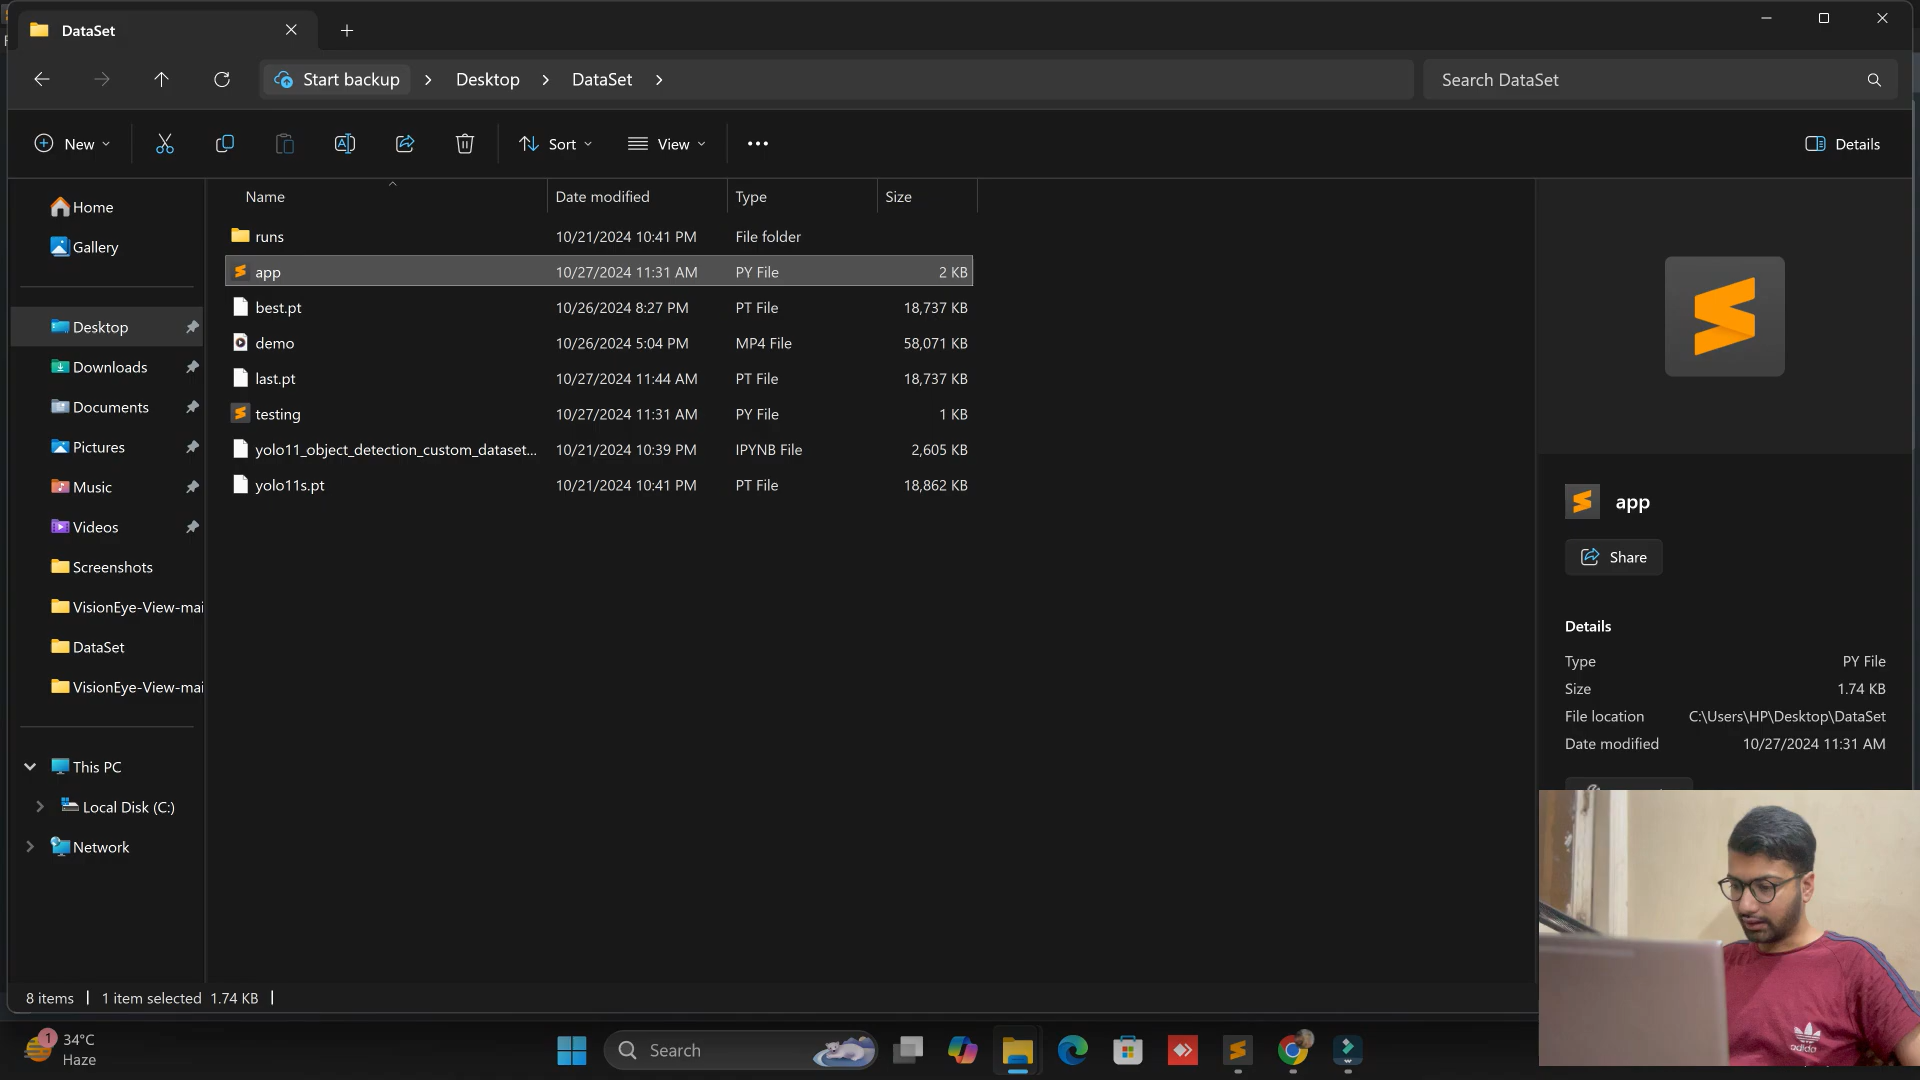 DataSet
Start backup > Desktop > DataSet >
Search DataSet
New
Sort
View
Details
Name Date modified Type Size
runs 10/21/2024 10:41 PM File folder
app 10/27/2024 11:31 AM PY File 2 KB
best.pt 10/26/2024 8:27 PM PT File 18,737 KB
demo 10/26/2024 5:04 PM MP4 File 58,071 KB
last.pt 10/27/2024 11:44 AM PT File 18,737 KB
testing 10/27/2024 11:31 AM PY File 1 KB
yolo11_object_detection_custom_dataset... 10/21/2024 10:39 PM IPYNB File 2,605 KB
yolo11s.pt 10/21/2024 10:41 PM PT File 18,862 KB
Home
Gallery
Desktop
Downloads
Documents
Pictures
Music
Videos
Screenshots
VisionEye-View-mai
DataSet
VisionEye-View-mai
This PC
Local Disk (C:)
Network
app
Share
Details
Type PY File
Size 1.74 KB
File location C:\Users\HP\Desktop\DataSet
Date modified 10/27/2024 11:31 AM
8 items | 1 item selected 1.74 KB |
1
34°C
Haze
Search
adidas